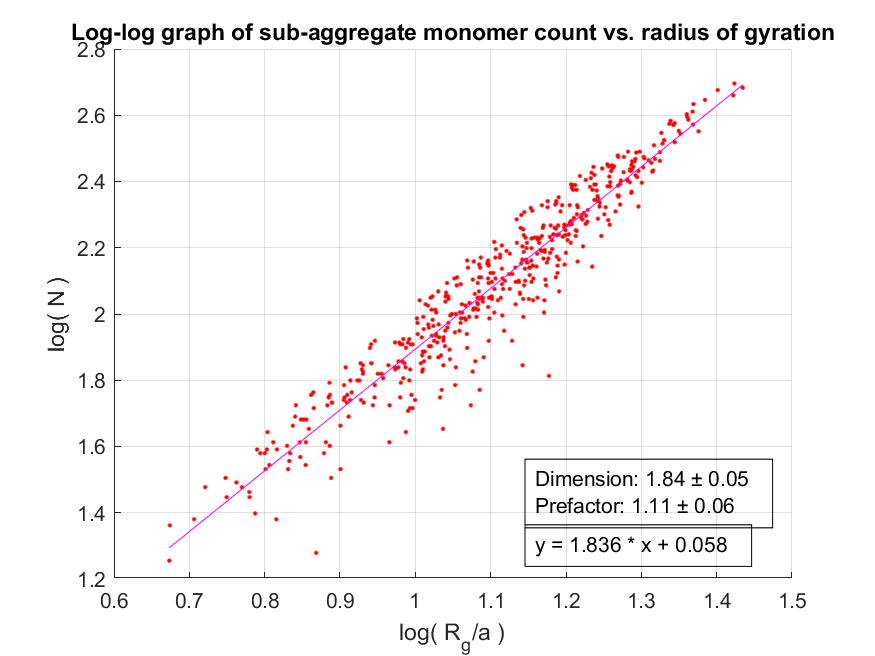 Log-log graph of sub-aggregate monomer count vs. radius of gyration
2.8
2.6
2.4
2.2
2
1.8
1.6
1.4
1.2
log( N )
Dimension: 1.84 ± 0.05
Prefactor: 1.11 ± 0.06
y = 1.836 * x + 0.058
0.6 0.7 0.8 0.9 1 1.1 1.2 1.3 1.4 1.5
log( R_g/a )